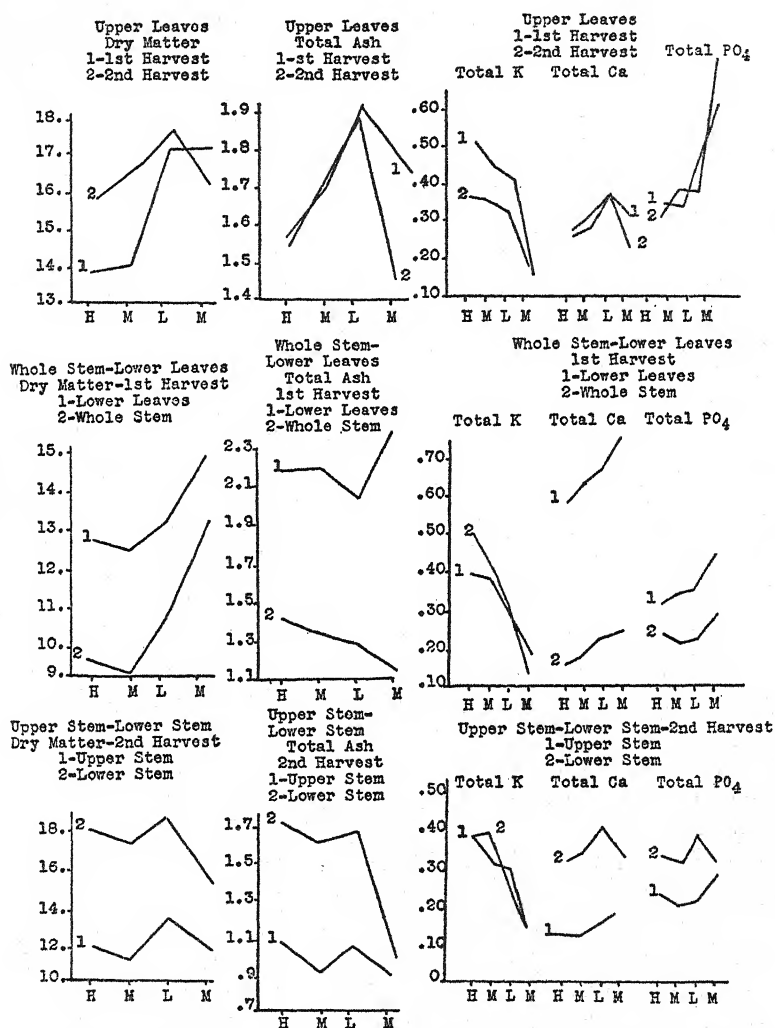 Upper Leaves
Dry Matter
1-1st Harvest
2-2nd Harvest
18.
17.
16.
15.
14.
13.
2
1
H M L M
Upper Leaves
Total Ash
1-1st Harvest
2-2nd Harvest
1.9
1.8
1.7
1.6
1.5
1.4
1
2
H M L M
Upper Leaves
1-1st Harvest
2-2nd Harvest
Total K Total Ca Total PO4
.60
.50
.40
.30
.20
.10
1
2
1
2
1
2
H M L M H M L M H M L M
Whole Stem-Lower Leaves
Dry Matter-1st Harvest
1-Lower Leaves
2-Whole Stem
15.
14.
13.
12.
11.
10.
9.
1
2
H M L M
Whole Stem-
Lower Leaves
Total Ash
1st Harvest
1-Lower Leaves
2-Whole Stem
2.3
2.1
1.9
1.7
1.5
1.3
1.1
1
2
H M L M
Whole Stem-Lower Leaves
1st Harvest
1-Lower Leaves
2-Whole Stem
Total K Total Ca Total PO4
.70
.60
.50
.40
.30
.20
.10
2
1
1
2
1
2
H M L M H M L M H M L M
Upper Stem-Lower Stem
Dry Matter-2nd Harvest
1-Upper Stem
2-Lower Stem
18.
16.
14.
12.
10
2
1
H M L M
Upper Stem-
Lower Stem
Total Ash
2nd Harvest
1-Upper Stem
2-Lower Stem
1.7
1.5
1.3
1.1
.9
.7
2
1
H M L M
Upper Stem-Lower Stem-2nd Harvest
1-Upper Stem
2-Lower Stem
Total K Total Ca Total PO4
.50
.40
.30
.20
.10
0
1
2
2
1
2
1
H M L M H M L M H M L M